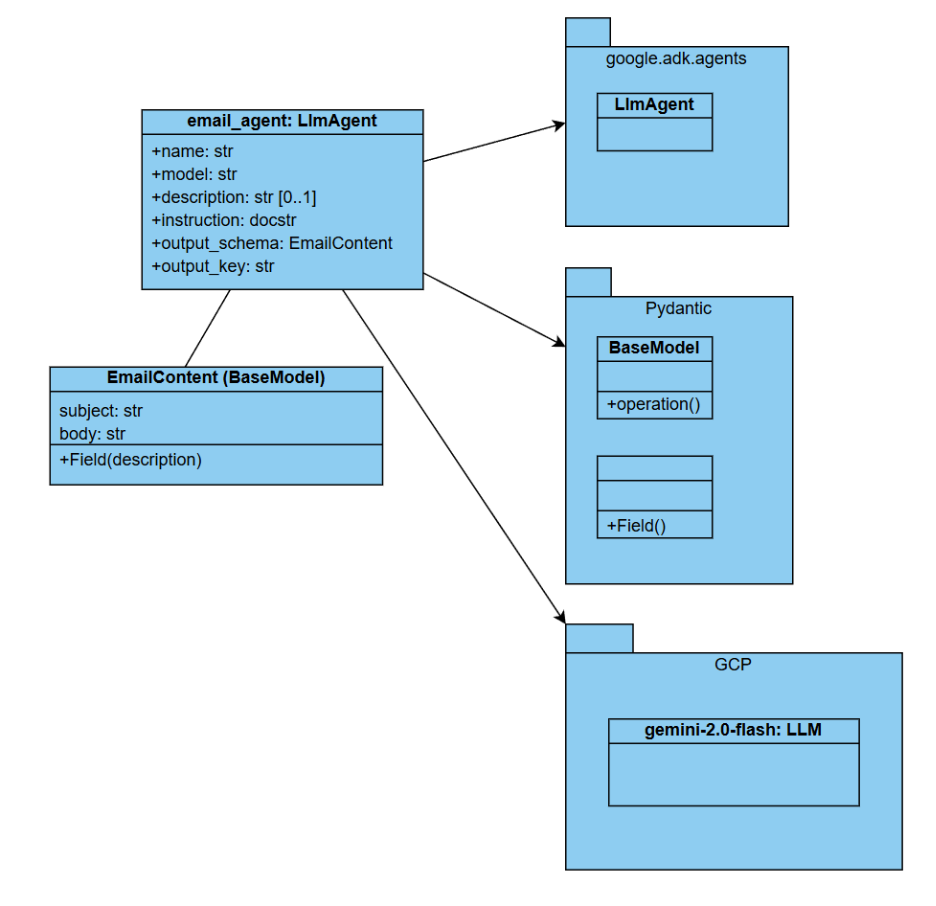 google.adk.agents
LlmAgent
email_agent: LlmAgent
+name: str
+model: str
+description: str [0..1]
+instruction: docstr
+output_schema: EmailContent
+output_key: str
Pydantic
BaseModel
+operation()
+Field()
EmailContent (BaseModel)
subject: str
body: str
+Field(description)
GCP
gemini-2.0-flash: LLM